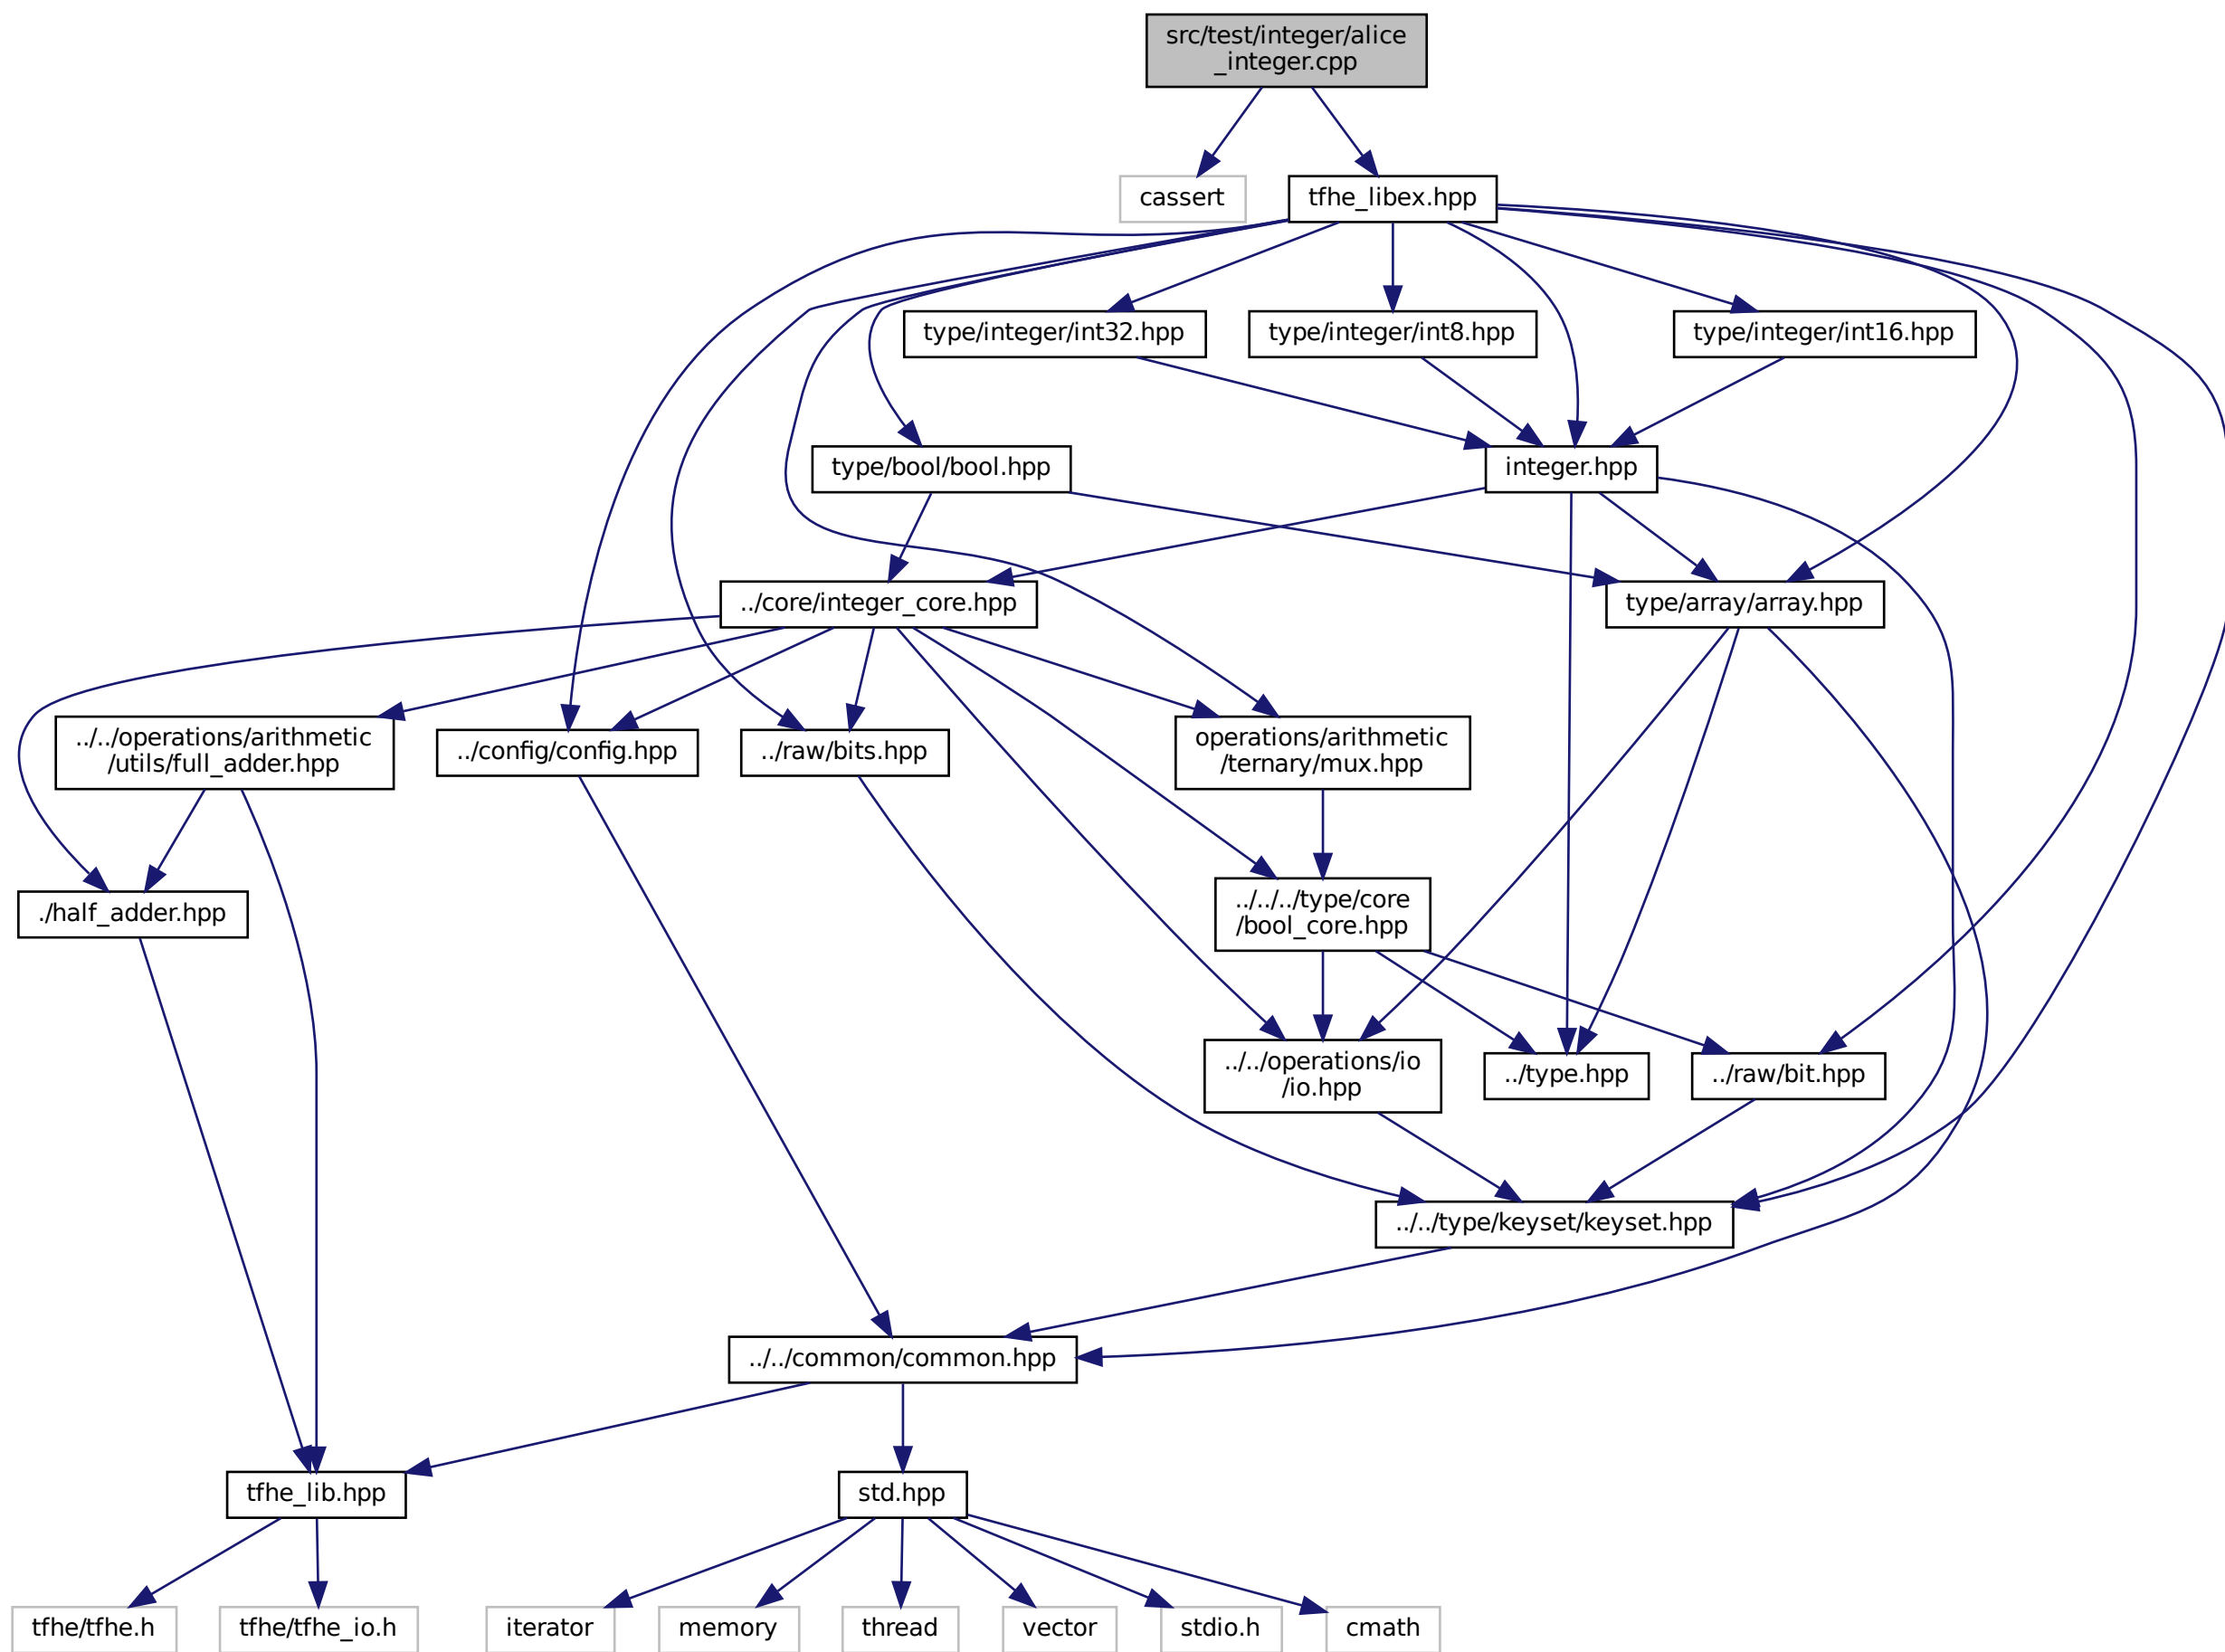 src/test/integer/alice
_integer.cpp
cassert
tfhe_libex.hpp
type/integer/int32.hpp
type/integer/int8.hpp
type/integer/int16.hpp
type/bool/bool.hpp
integer.hpp
../core/integer_core.hpp
type/array/array.hpp
../../operations/arithmetic
/utils/full_adder.hpp
../config/config.hpp
../raw/bits.hpp
operations/arithmetic
/ternary/mux.hpp
./half_adder.hpp
../../../type/core
/bool_core.hpp
../../operations/io
/io.hpp
../type.hpp
../raw/bit.hpp
../../type/keyset/keyset.hpp
../../common/common.hpp
tfhe_lib.hpp
std.hpp
tfhe/tfhe.h
tfhe/tfhe_io.h
iterator
memory
thread
vector
stdio.h
cmath